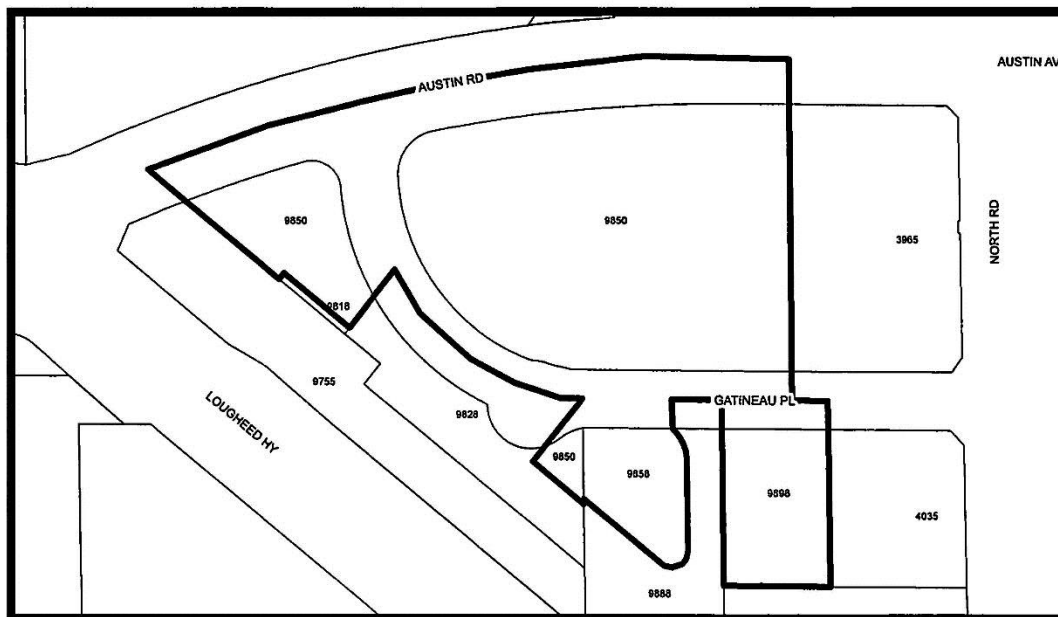 AUSTIN AV
AUSTIN RD
9850
9850
3965
NORTH RD
9818
9755
GATINEAU PL
LOUGHEED HY
9828
9850
9858
9898
4035
9888